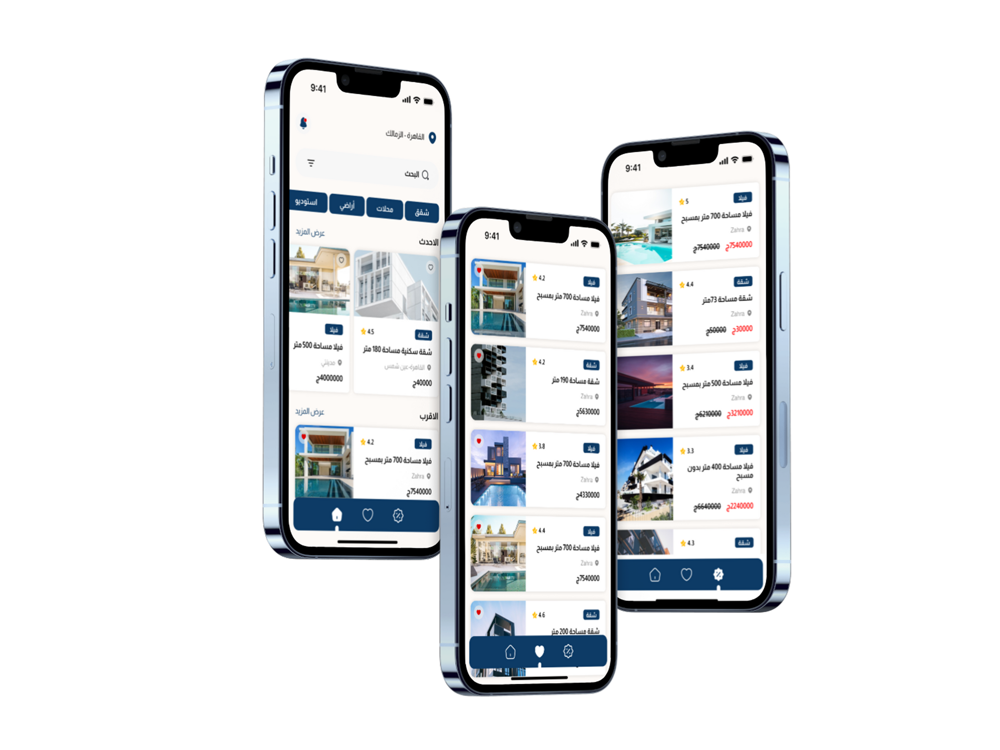 9:41
القاهرة - الزمالك
البحث
شقق
محلات
أراضي
استوديو
الاحدث
عرض المزيد
شقة
4.5
شقة سكنية مساحة 180 متر
القاهرة-عين شمس
40000ج
فيلا
فيلا مساحة 500 متر
مدينتي
4000000ج
الاقرب
عرض المزيد
فيلا
4.2
فيلا مساحة 700 متر بمسبح
Zahra
7540000ج
9:41
فيلا
4.2
فيلا مساحة 700 متر بمسبح
Zahra
7540000ج
شقة
4.2
شقة مساحة 190 متر
Zahra
5630000ج
فيلا
3.8
فيلا مساحة 700 متر بمسبح
Zahra
4330000ج
فيلا
4.4
فيلا مساحة 700 متر بمسبح
Zahra
7540000ج
شقة
4.6
شقة مساحة 200 متر
9:41
فيلا
5
فيلا مساحة 700 متر بمسبح
Zahra
7540000ج 7540000ج
شقة
4.4
شقة مساحة 73متر
Zahra
30000ج 50000ج
فيلا
3.4
فيلا مساحة 500 متر بمسبح
Zahra
3210000ج 6210000ج
فيلا
3.3
فيلا مساحة 400 متر بدون
مسبح
Zahra
2240000ج 6640000ج
شقة
4.3